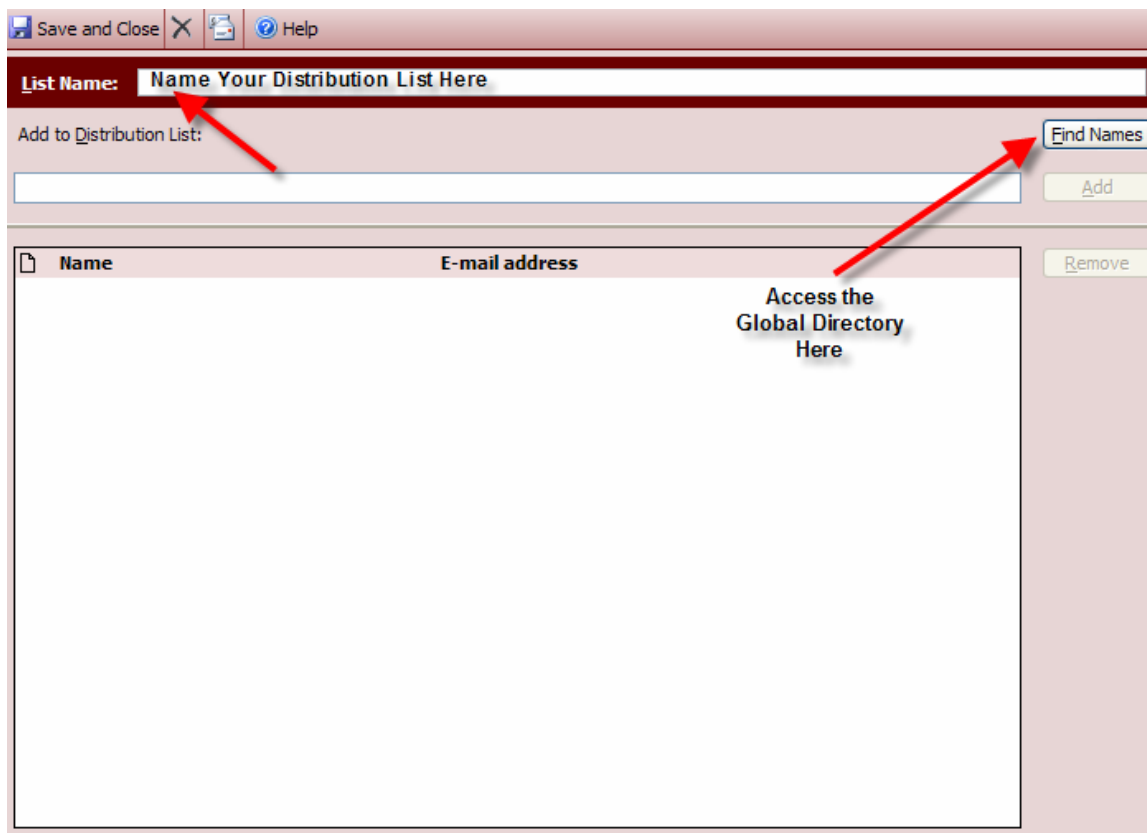 Save and Close Help
List Name: Name Your Distribution List Here
Add to Distribution List: Find Names
Add
Name E-mail address Remove
Access the
Global Directory
Here